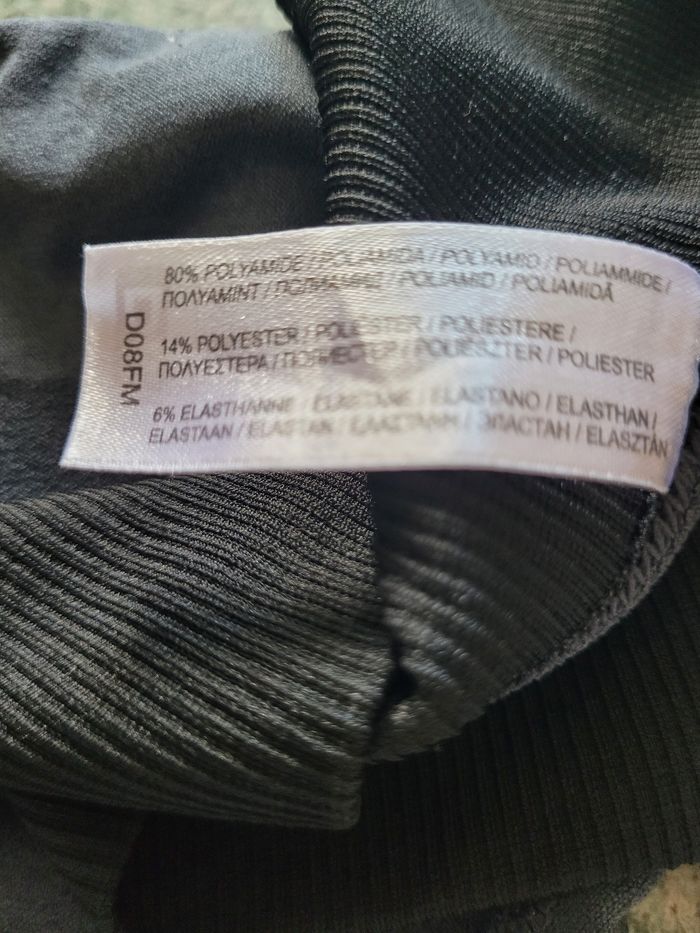 80% POLYAMIDE / POLIAMIDA / POLYAMID / POLIAMMIDE /
ΠΟΛΥΑΜΙΝΤ / ПОЛИАМИД / POLIAMID / POLIAMIDĂ
14% POLYESTER / POLIÉSTER / POLIESTERE /
ΠΟΛΥΕΣΤΕΡΑ / ПОЛИЕСТЕР / POLIÉSZTER / POLIESTER
6% ELASTHANNE / ELASTANE / ELASTANO / ELASTHAN /
ELASTAAN / ELASTAN / ΕΛΑΣΤΑΝΗ / ЭЛАСТАН / ELASZTÁN
D08FM